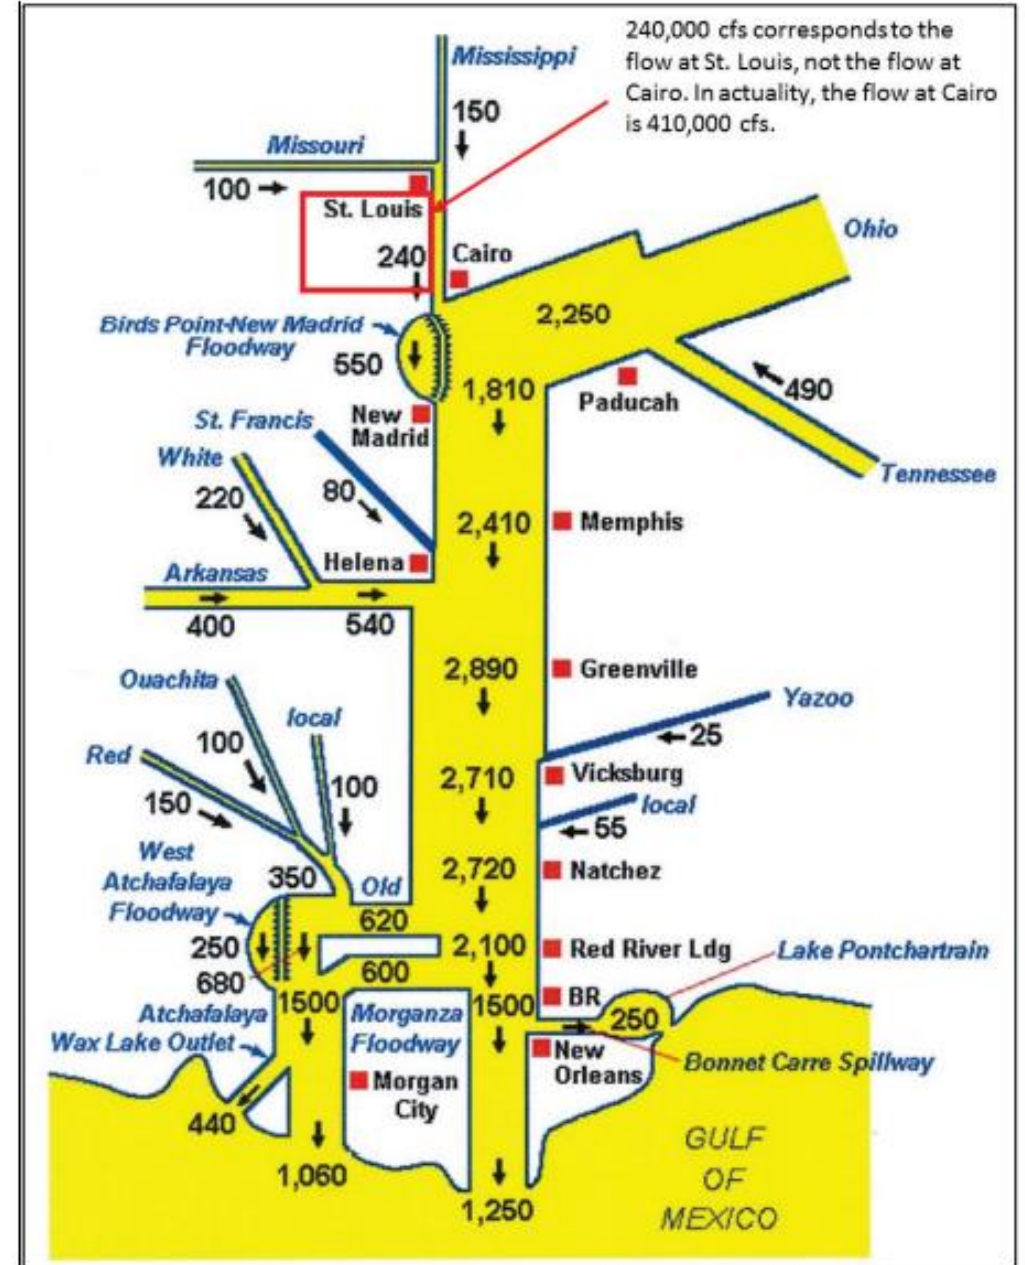 240,000 cfs corresponds to the
flow at St. Louis, not the flow at
Cairo. In actuality, the flow at Cairo
is 410,000 cfs.
Mississippi
150
Missouri
100
St. Louis
240
Cairo
Ohio
2,250
Birds Point-New Madrid
Floodway
550
1,810
Paducah
490
Tennessee
New
Madrid
St. Francis
White
220
80
2,410
Memphis
Helena
Arkansas
400
540
2,890
Greenville
Ouachita
local
Yazoo
25
Red
100
150
100
2,710
Vicksburg
local
55
West
Atchafalaya
Floodway
350
Old
620
2,720
Natchez
250
680
600
2,100
Red River Ldg
Lake Pontchartrain
1500
1500
BR
250
Atchafalaya
Wax Lake Outlet
Morganza
Floodway
New
Orleans
Bonnet Carre Spillway
Morgan
City
440
1,060
1,250
GULF
OF
MEXICO